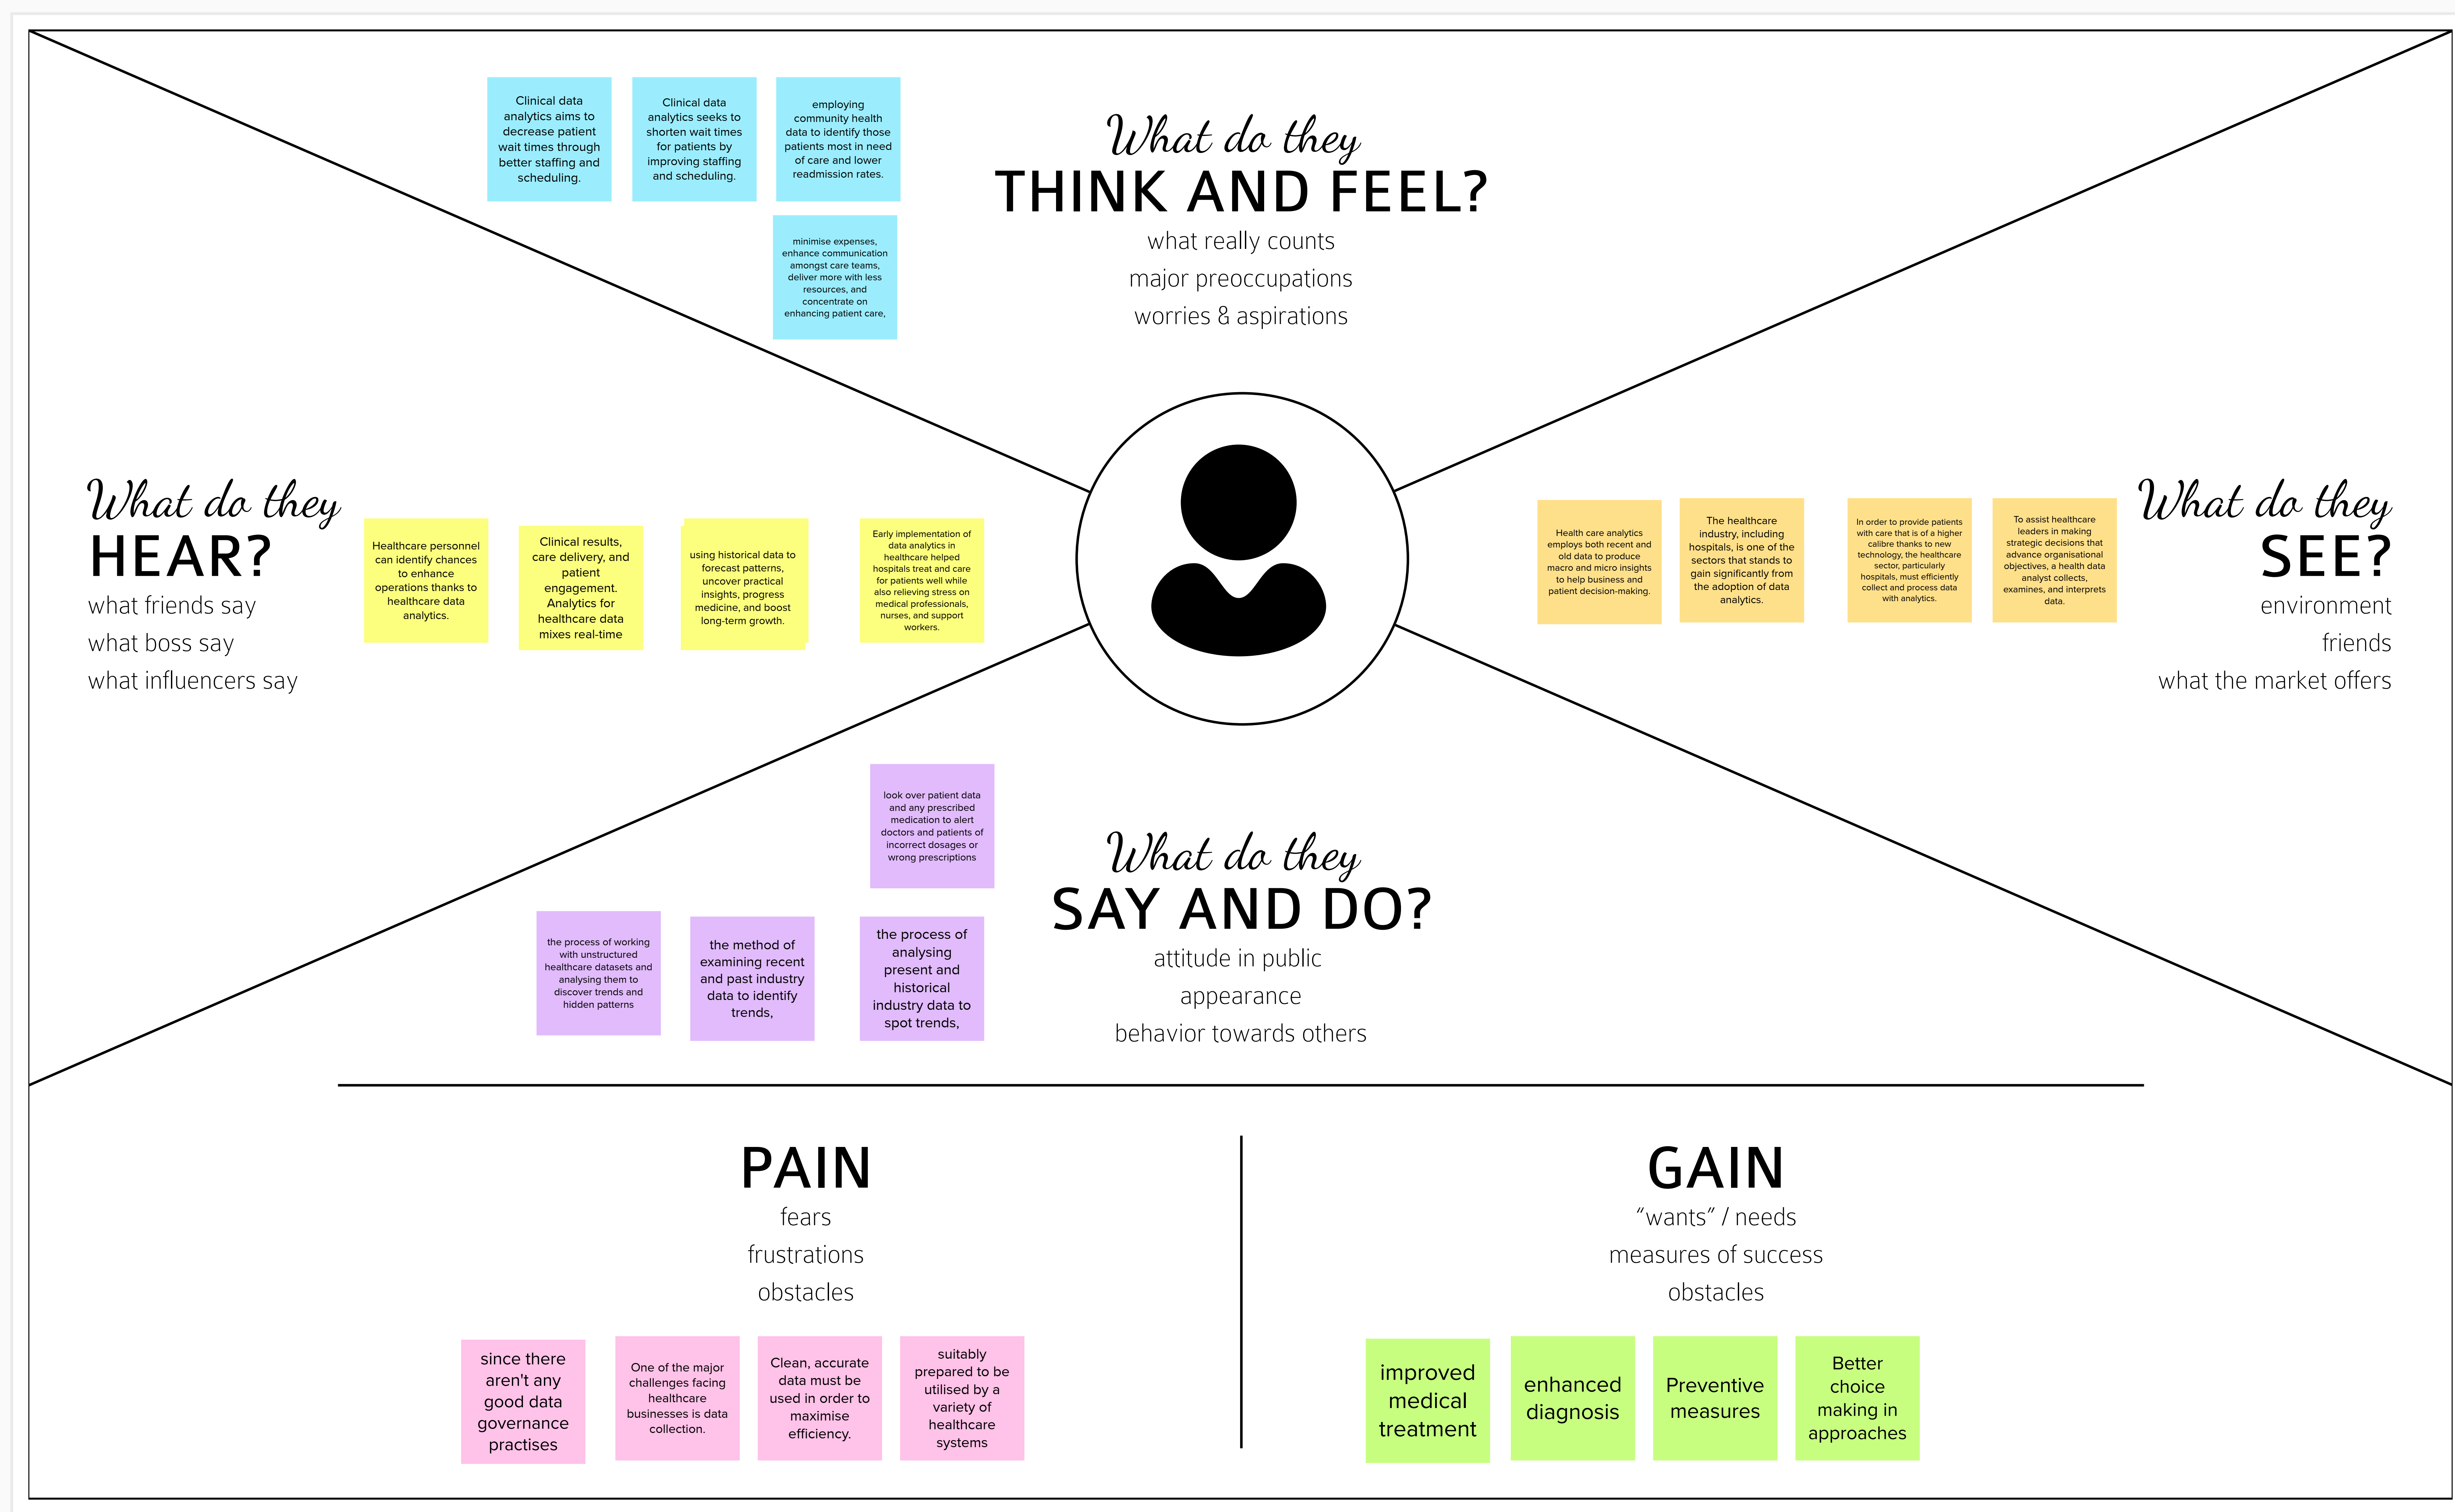 Clinical data
analytics aims to
decrease patient
wait times through
better staffing and
scheduling.
Clinical data
analytics seeks to
shorten wait times
for patients by
improving staffing
and scheduling.
employing
community health
data to identify those
patients most in need
of care and lower
readmission rates.
minimise expenses,
enhance communication
amongst care teams,
deliver more with less
resources, and
concentrate on
enhancing patient care,
What do they
THINK AND FEEL?
what really counts
major preoccupations
worries & aspirations
What do they
HEAR?
what friends say
what boss say
what influencers say
Healthcare personnel
can identify chances
to enhance
operations thanks to
healthcare data
analytics.
Clinical results,
care delivery, and
patient
engagement.
Analytics for
healthcare data
mixes real-time
using historical data to
forecast patterns,
uncover practical
insights, progress
medicine, and boost
long-term growth.
Early implementation of
data analytics in
healthcare helped
hospitals treat and care
for patients well while
also relieving stress on
medical professionals,
nurses, and support
workers.
Health care analytics
employs both recent and
old data to produce
macro and micro insights
to help business and
patient decision-making.
The healthcare
industry, including
hospitals, is one of the
sectors that stands to
gain significantly from
the adoption of data
analytics.
In order to provide patients
with care that is of a higher
calibre thanks to new
technology, the healthcare
sector, particularly
hospitals, must efficiently
collect and process data
with analytics.
To assist healthcare
leaders in making
strategic decisions that
advance organisational
objectives, a health data
analyst collects,
examines, and interprets
data.
What do they
SEE?
environment
friends
what the market offers
look over patient data
and any prescribed
medication to alert
doctors and patients of
incorrect dosages or
wrong prescriptions
the process of working
with unstructured
healthcare datasets and
analysing them to
discover trends and
hidden patterns
the method of
examining recent
and past industry
data to identify
trends,
the process of
analysing
present and
historical
industry data to
spot trends,
What do they
SAY AND DO?
attitude in public
appearance
behavior towards others
PAIN
fears
frustrations
obstacles
since there
aren't any
good data
governance
practises
One of the major
challenges facing
healthcare
businesses is data
collection.
Clean, accurate
data must be
used in order to
maximise
efficiency.
suitably
prepared to be
utilised by a
variety of
healthcare
systems
GAIN
“wants” / needs
measures of success
obstacles
improved
medical
treatment
enhanced
diagnosis
Preventive
measures
Better
choice
making in
approaches